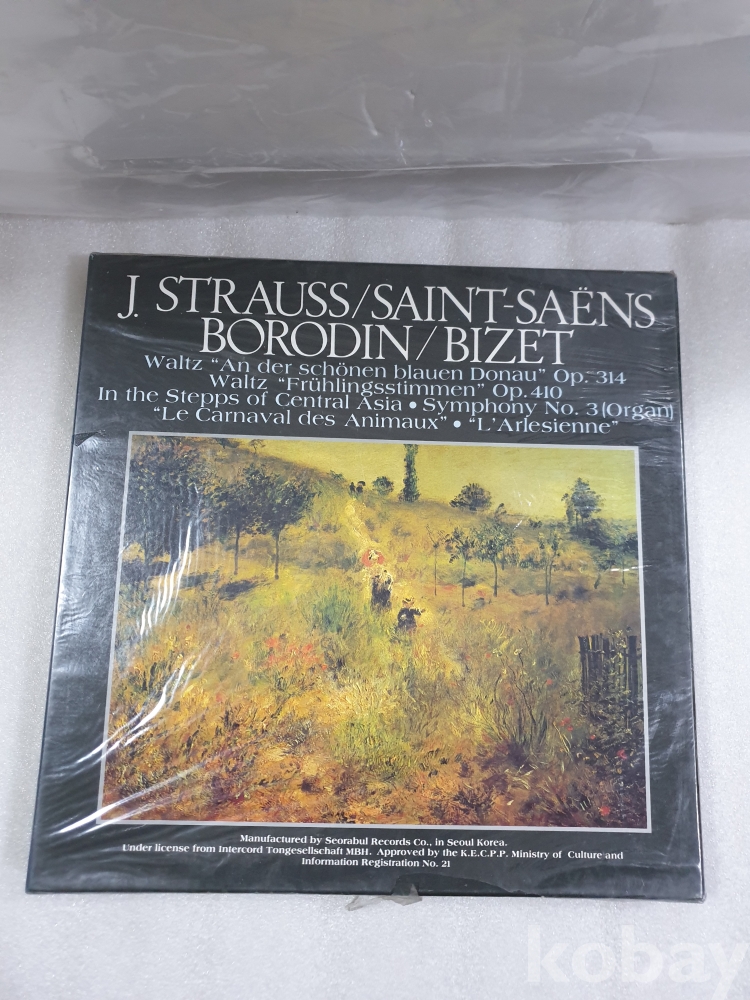 J. STRAUSS/SAINT-SAËNS
BORODIN/BIZET
Waltz "An der schönen blauen Donau" Op. 314
Waltz "Frühlingsstimmen" Op. 410
In the Stepps of Central Asia • Symphony No. 3 (Organ)
"Le Carnaval des Animaux" • "L'Arlesienne"
Manufactured by Seorabul Records Co., in Seoul Korea.
Under license from Intercord Tongesellschaft MBH. Approved by the K.E.C.P.P. Ministry of Culture and
Information Registration No. 21
kobay